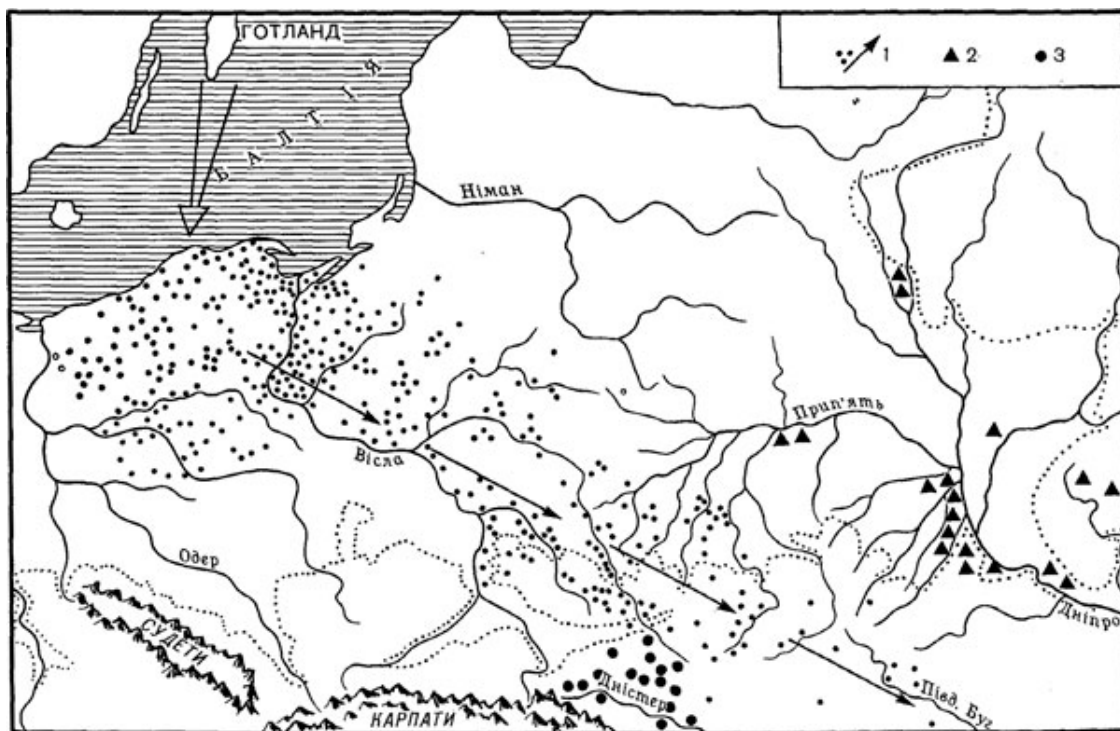 ГОТЛАНД
1
2
3
БАЛТІЯ
Німан
Прип'ять
Вісла
Одер
Дніпро
СУДЕТИ
Дністер
Півд. Буг
КАРПАТИ